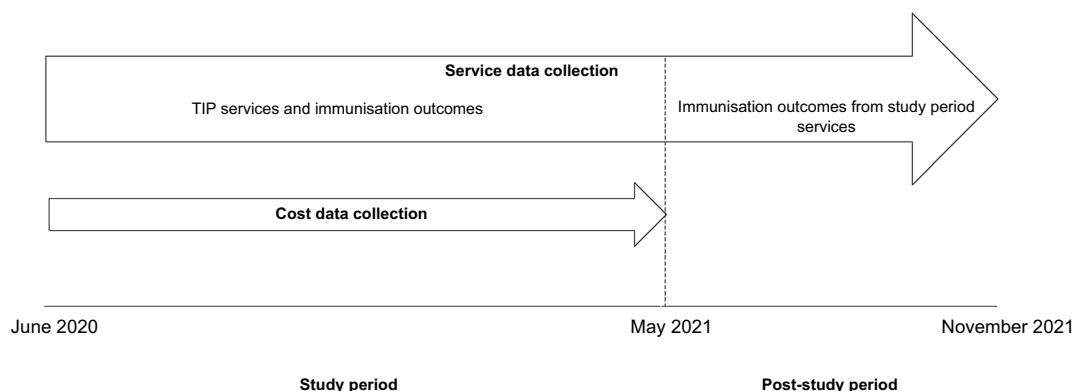 Service data collection
TIP services and immunisation outcomes
Immunisation outcomes from study period
services
Cost data collection
June 2020
May 2021
November 2021
Study period
Post-study period